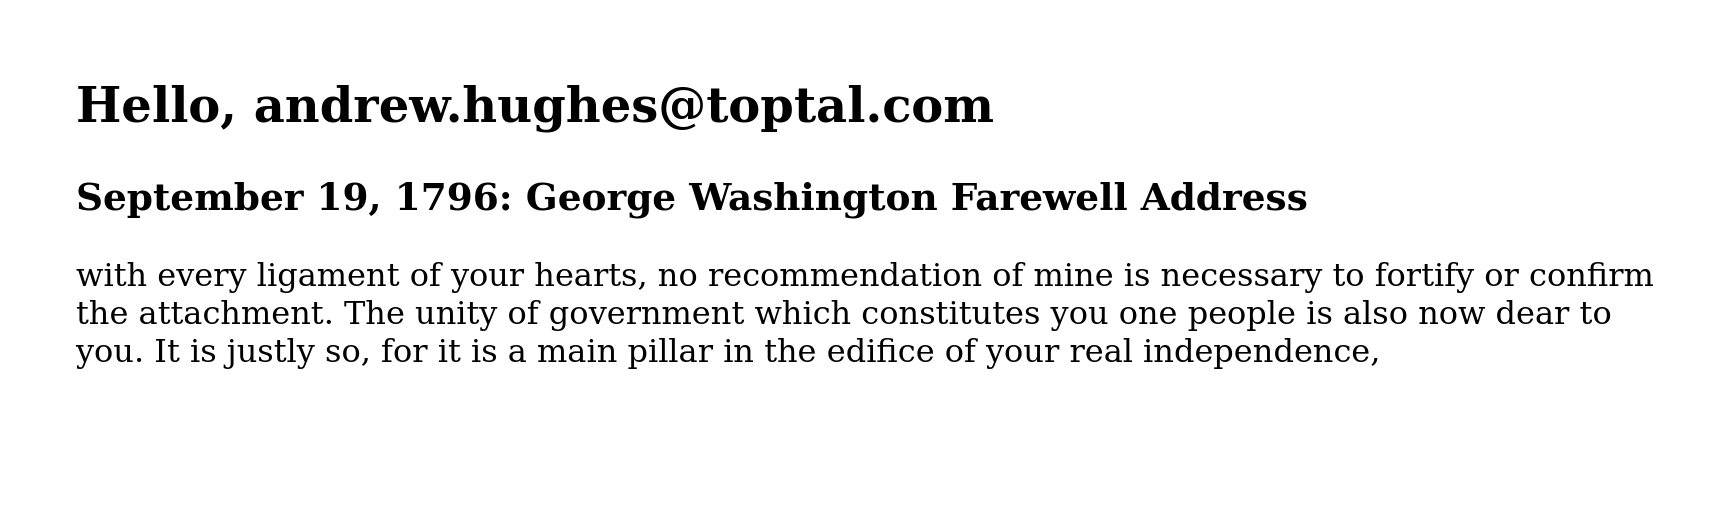 Hello, andrew.hughes@toptal.com
September 19, 1796: George Washington Farewell Address
with every ligament of your hearts, no recommendation of mine is necessary to fortify or confirm
the attachment. The unity of government which constitutes you one people is also now dear to
you. It is justly so, for it is a main pillar in the edifice of your real independence,